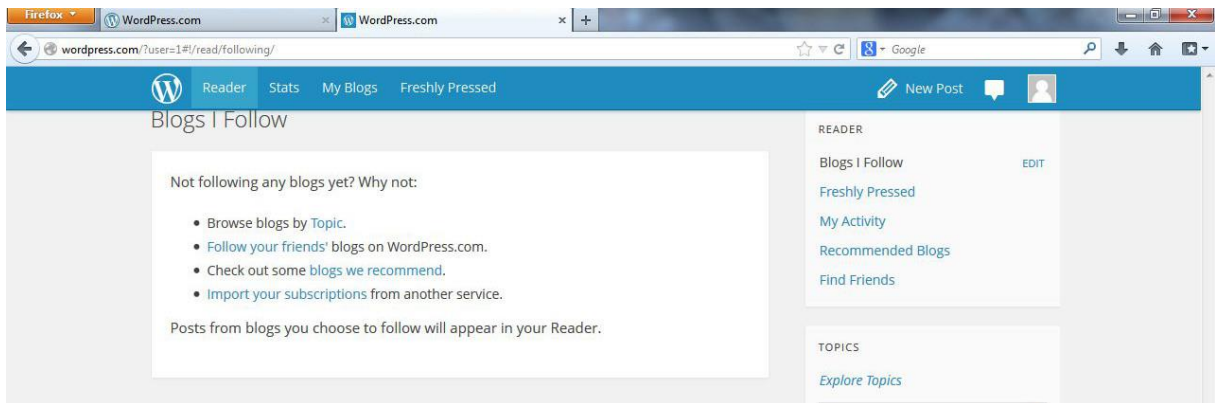 Firefox
WordPress.com
WordPress.com
wordpress.com/?user=1#!/read/following/
Google
Reader Stats My Blogs Freshly Pressed New Post
Blogs I Follow
Not following any blogs yet? Why not:
• Browse blogs by Topic.
• Follow your friends' blogs on WordPress.com.
• Check out some blogs we recommend.
• Import your subscriptions from another service.
Posts from blogs you choose to follow will appear in your Reader.
READER
Blogs I Follow EDIT
Freshly Pressed
My Activity
Recommended Blogs
Find Friends
TOPICS
Explore Topics